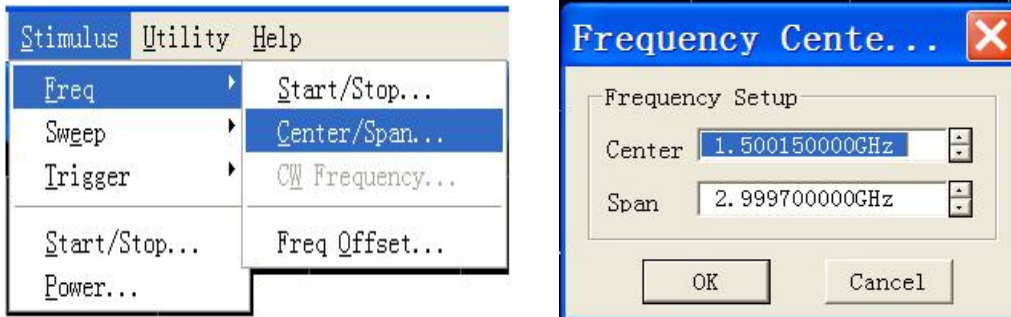 Stimulus Utility Help
Freq
Sweep
Trigger
Start/Stop...
Power...
Start/Stop...
Center/Span...
CW Frequency...
Freq Offset...
Frequency Cente...
Frequency Setup
Center 1.500150000GHz
Span 2.999700000GHz
OK Cancel